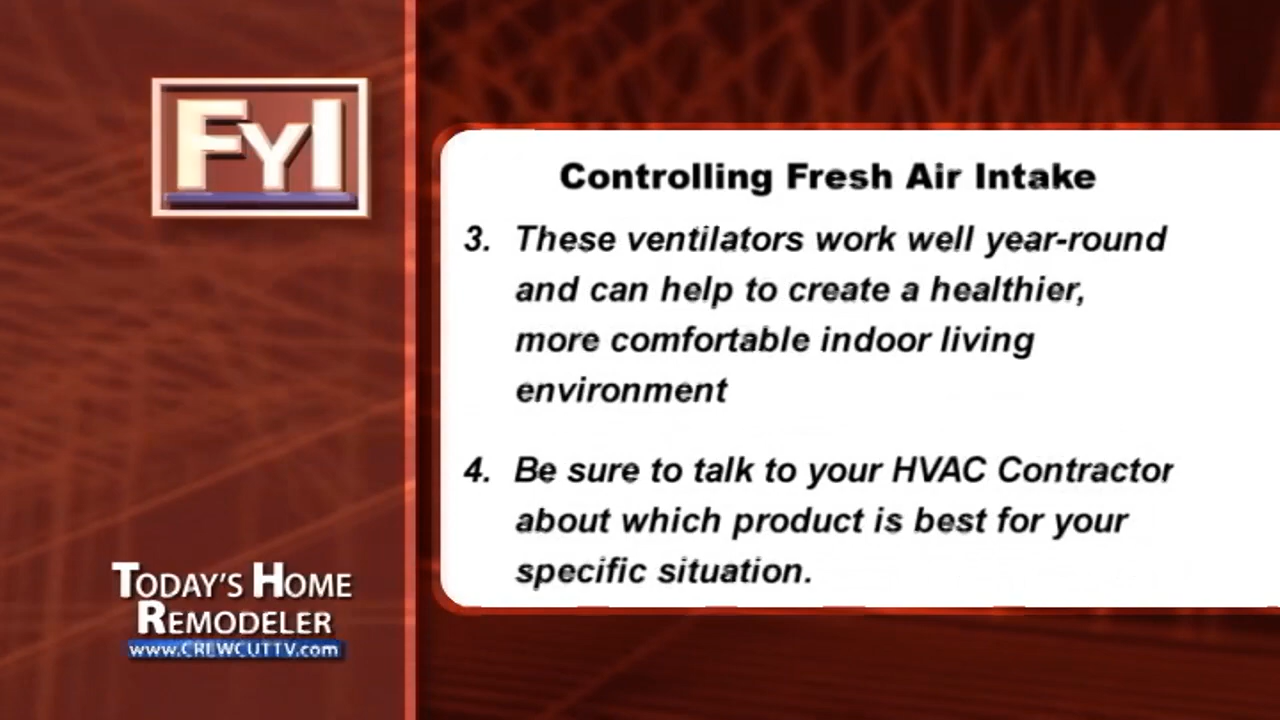 FYI
Controlling Fresh Air Intake
3. These ventilators work well year-round
and can help to create a healthier,
more comfortable indoor living
environment
4. Be sure to talk to your HVAC Contractor
about which product is best for your
specific situation.
TODAY'S HOME
REMODELER
www.CREWCUTTV.com